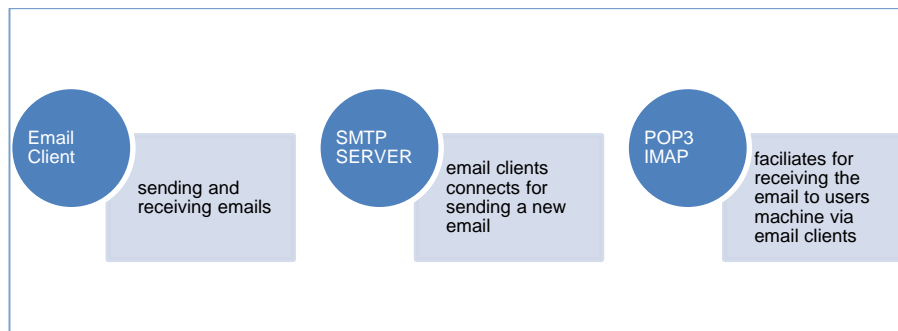 Email
Client
sending and
receiving emails
SMTP
SERVER
email clients
connects for
sending a new
email
POP3
IMAP
faciliates for
receiving the
email to users
machine via
email clients